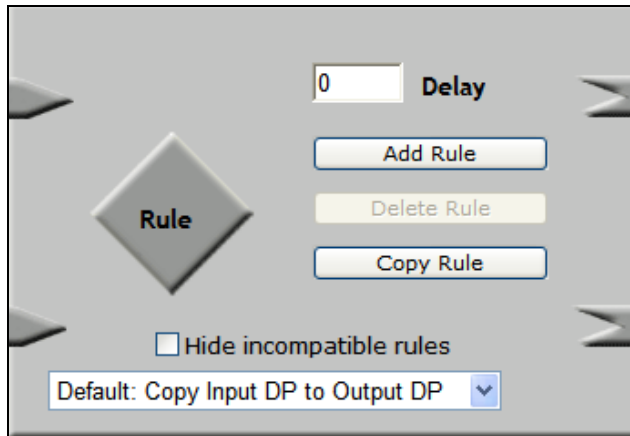 0 Delay
Add Rule
Delete Rule
Rule
Copy Rule
Hide incompatible rules
Default: Copy Input DP to Output DP